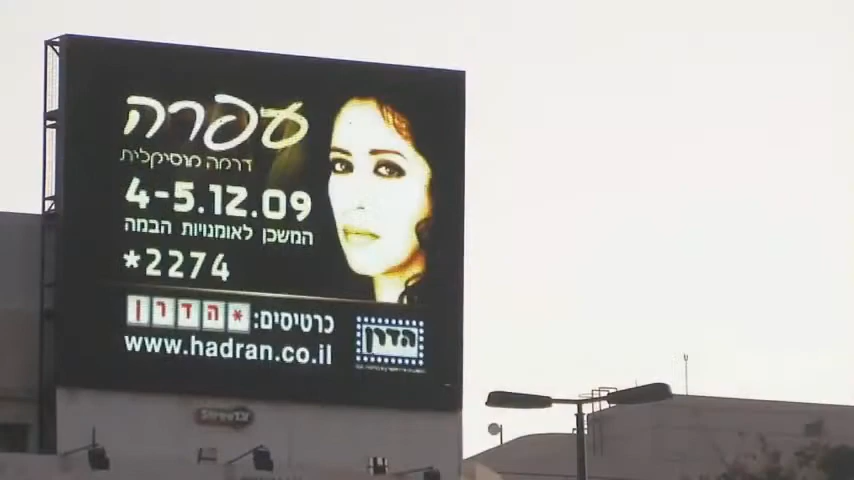 עפרה
דרמה מוסיקלית
4-5.12.09
המשכן לאומנויות הבמה
*2274
כרטיסים: *הדרן
www.hadran.co.il
הדרן